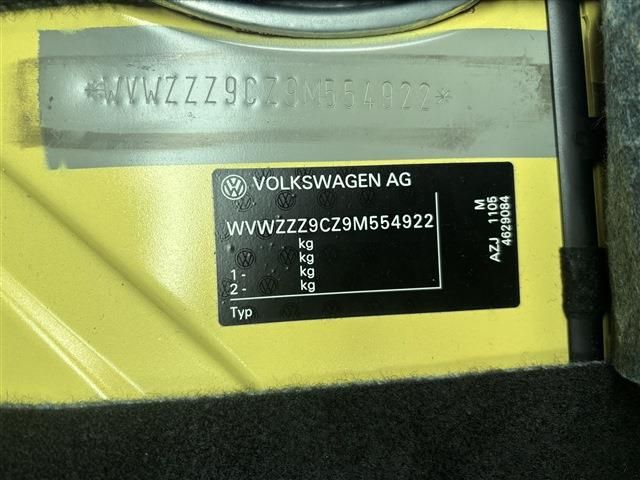 *WVWZZZ9CZ9M554922*
VOLKSWAGEN AG
WVWZZZ9CZ9M554922
kg
kg
1 - kg
2 - kg
Typ
M
AZJ 1105
4629084